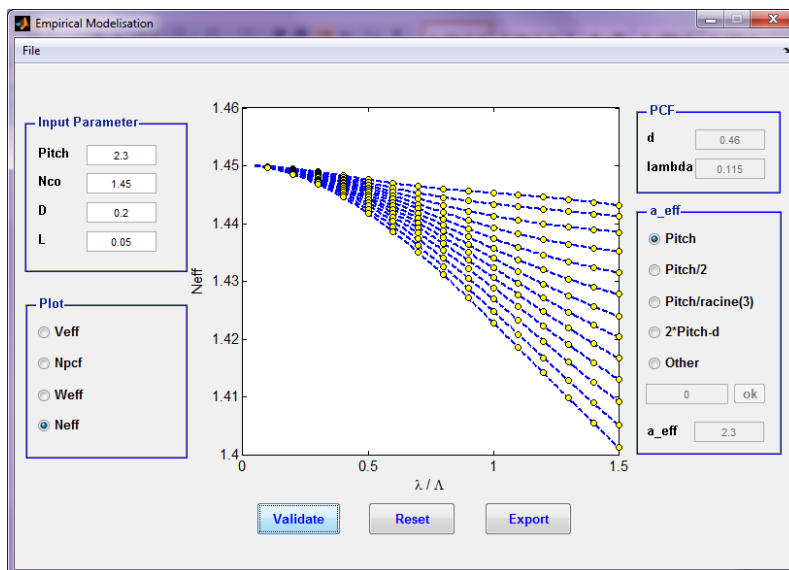 Empirical Modelisation
File
Input Parameter
Pitch 2.3
Nco 1.45
D 0.2
L 0.05
Plot
Veff
Npcf
Weff
Neff
Neff
1.46
1.45
1.44
1.43
1.42
1.41
1.4
0 0.5 1 1.5
λ / Λ
Validate Reset Export
PCF
d 0.46
lambda 0.115
a_eff
Pitch
Pitch/2
Pitch/racine(3)
2*Pitch-d
Other
0 ok
a_eff 2.3